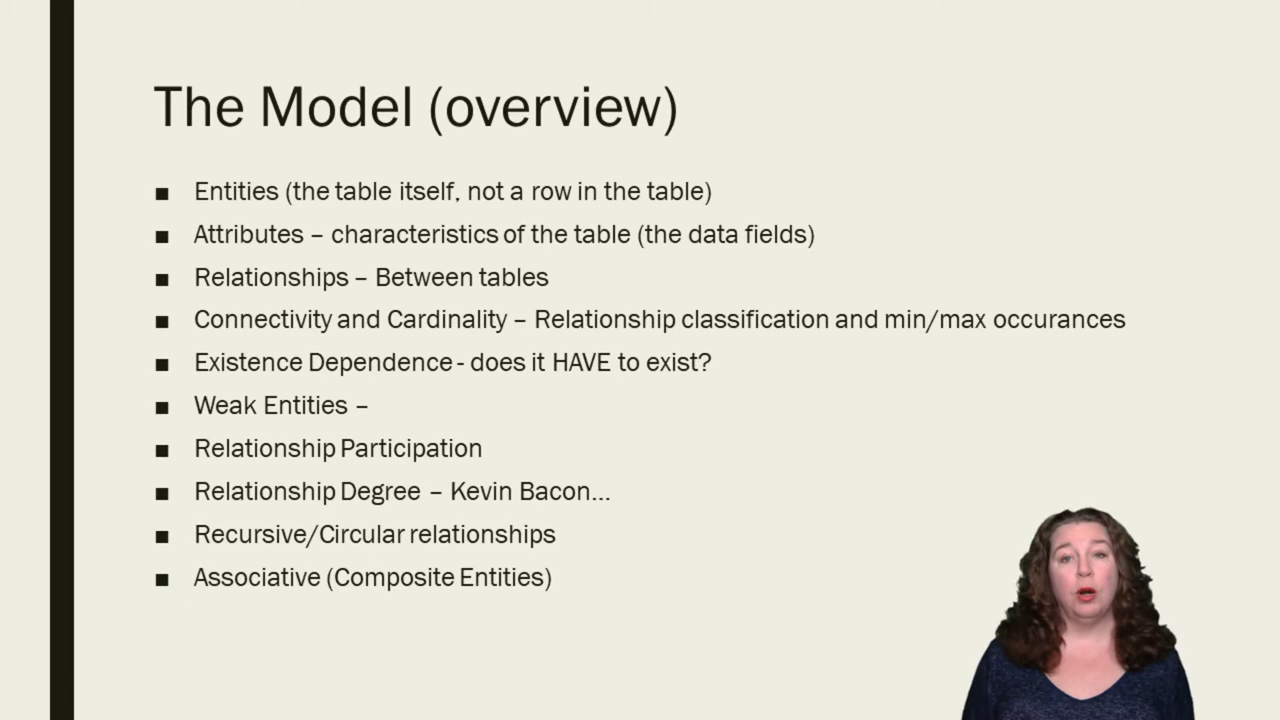 The Model (overview)
■ Entities (the table itself, not a row in the table)
■ Attributes – characteristics of the table (the data fields)
■ Relationships – Between tables
■ Connectivity and Cardinality – Relationship classification and min/max occurances
■ Existence Dependence - does it HAVE to exist?
■ Weak Entities –
■ Relationship Participation
■ Relationship Degree – Kevin Bacon...
■ Recursive/Circular relationships
■ Associative (Composite Entities)